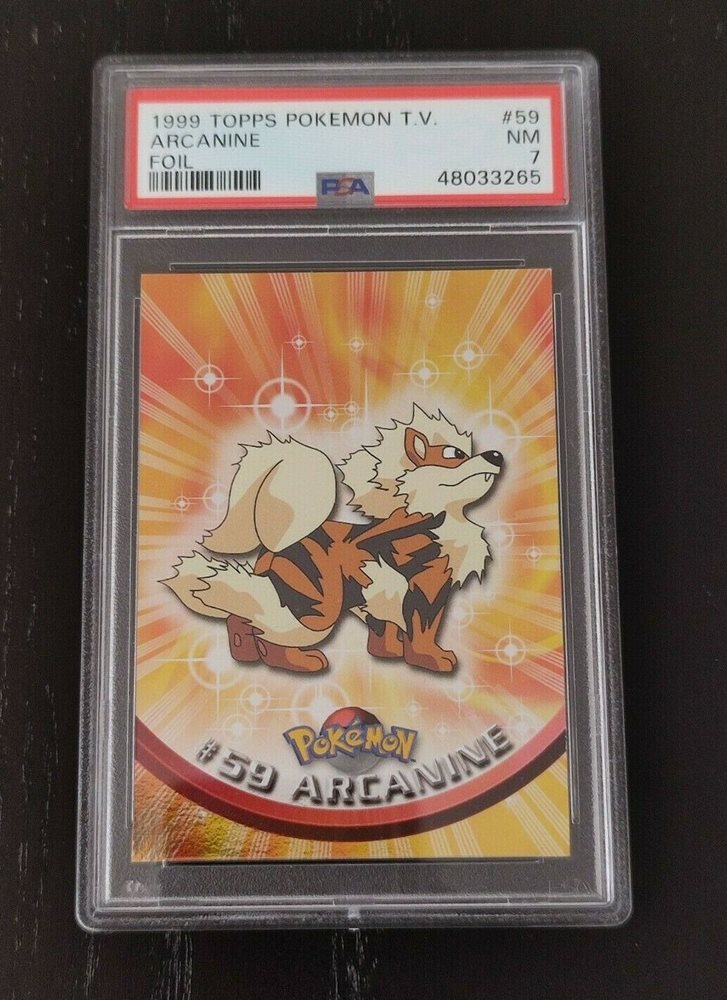 1999 TOPPS POKEMON T.V. #59
ARCANINE NM
FOIL 7
PSA 48033265
POKéMON
#59 ARCANINE